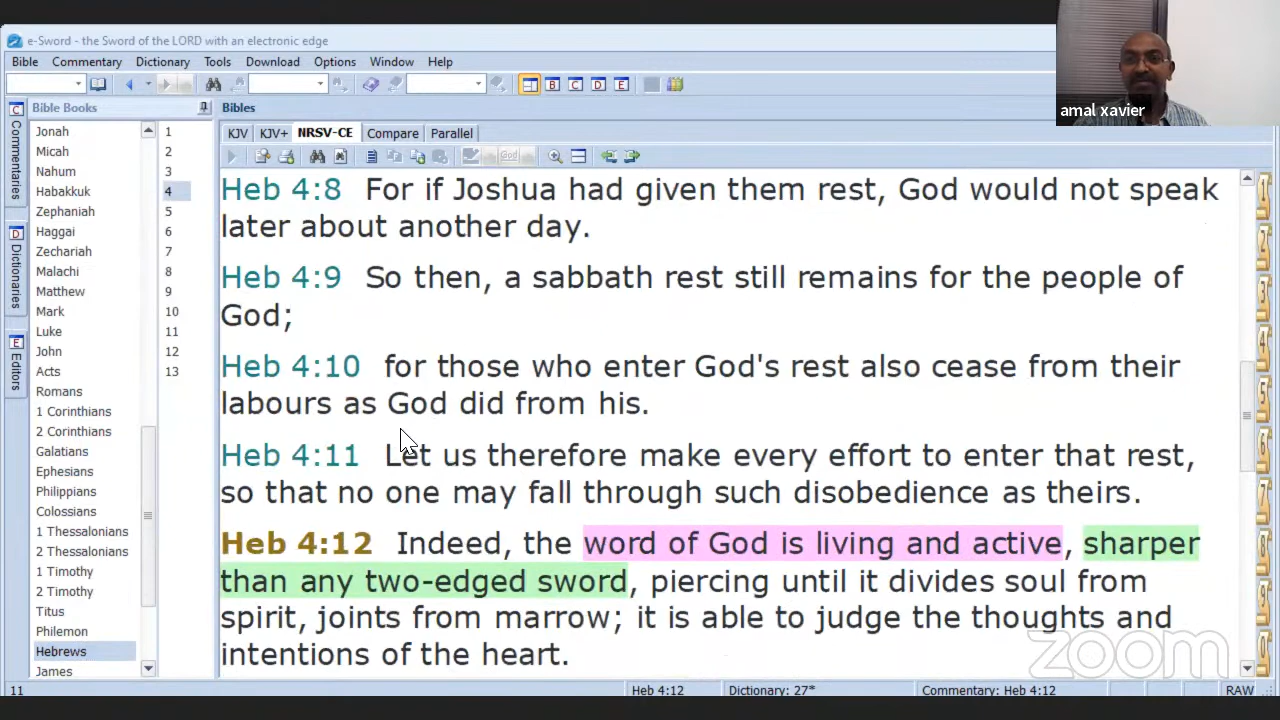 e-Sword - the Sword of the LORD with an electronic edge
Bible Commentary Dictionary Tools Download Options Window Help
amal xavier
Bible Books
Bibles
KJV KJV+ NRSV-CE Compare Parallel
C Commentaries
D Dictionaries
E Editors
B C D E
God
Jonah 1
Micah 2
Nahum 3
Habakkuk 4
Zephaniah 5
Haggai 6
Zechariah 7
Malachi 8
Matthew 9
Mark 10
Luke 11
John 12
Acts 13
Romans
1 Corinthians
2 Corinthians
Galatians
Ephesians
Philippians
Colossians
1 Thessalonians
2 Thessalonians
1 Timothy
2 Timothy
Titus
Philemon
Hebrews
James
Heb 4:8 For if Joshua had given them rest, God would not speak
later about another day.
Heb 4:9 So then, a sabbath rest still remains for the people of
God;
Heb 4:10 for those who enter God's rest also cease from their
labours as God did from his.
Heb 4:11 Let us therefore make every effort to enter that rest,
so that no one may fall through such disobedience as theirs.
Heb 4:12 Indeed, the word of God is living and active, sharper
than any two-edged sword, piercing until it divides soul from
spirit, joints from marrow; it is able to judge the thoughts and
intentions of the heart.
zoom
11 Heb 4:12 Dictionary: 27* Commentary: Heb 4:12 RAW